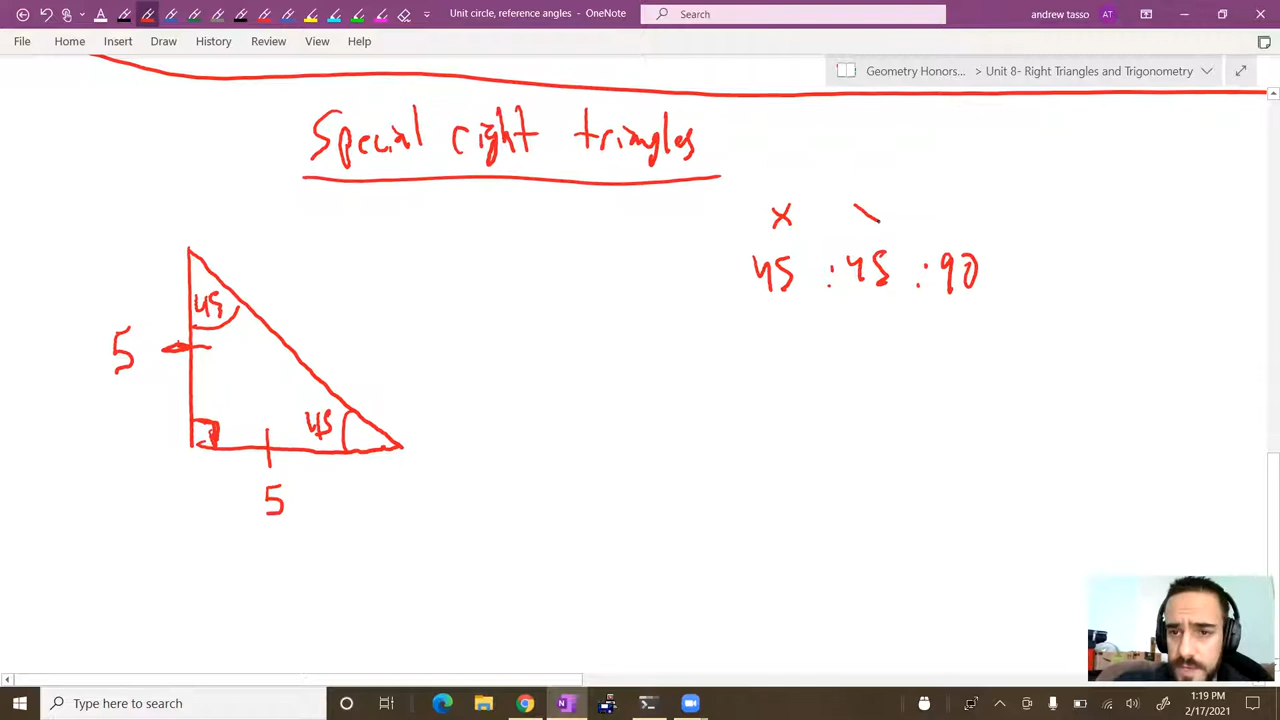 Unit circle, reference angles - OneNote
Search
andrew tasso
AT
File Home Insert Draw History Review View Help
Geometry Honors... > Unit 8- Right Triangles and Trigonometry
Special right triangles
x \
45 : 45 : 90
45
5
45
5
Type here to search
1:19 PM
2/17/2021